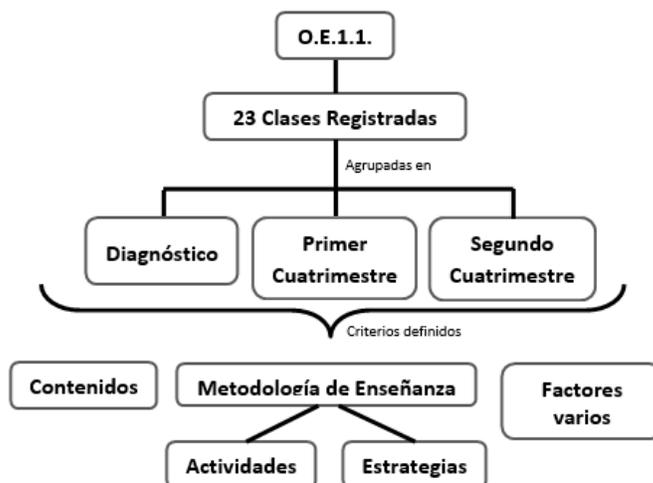 O.E.1.1.
23 Clases Registradas
Agrupadas en
Diagnóstico
Primer
Cuatrimestre
Segundo
Cuatrimestre
Criterios definidos
Contenidos
Metodología de Enseñanza
Factores
varios
Actividades
Estrategias